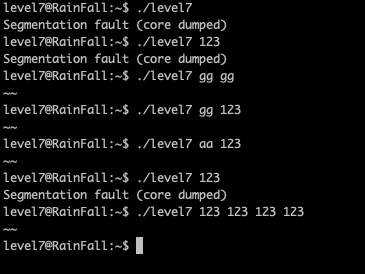 level7@RainFall:~$ ./level7
Segmentation fault (core dumped)
level7@RainFall:~$ ./level7 123
Segmentation fault (core dumped)
level7@RainFall:~$ ./level7 gg gg
~~
level7@RainFall:~$ ./level7 gg 123
~~
level7@RainFall:~$ ./level7 aa 123
~~
level7@RainFall:~$ ./level7 123
Segmentation fault (core dumped)
level7@RainFall:~$ ./level7 123 123 123 123
~~
level7@RainFall:~$